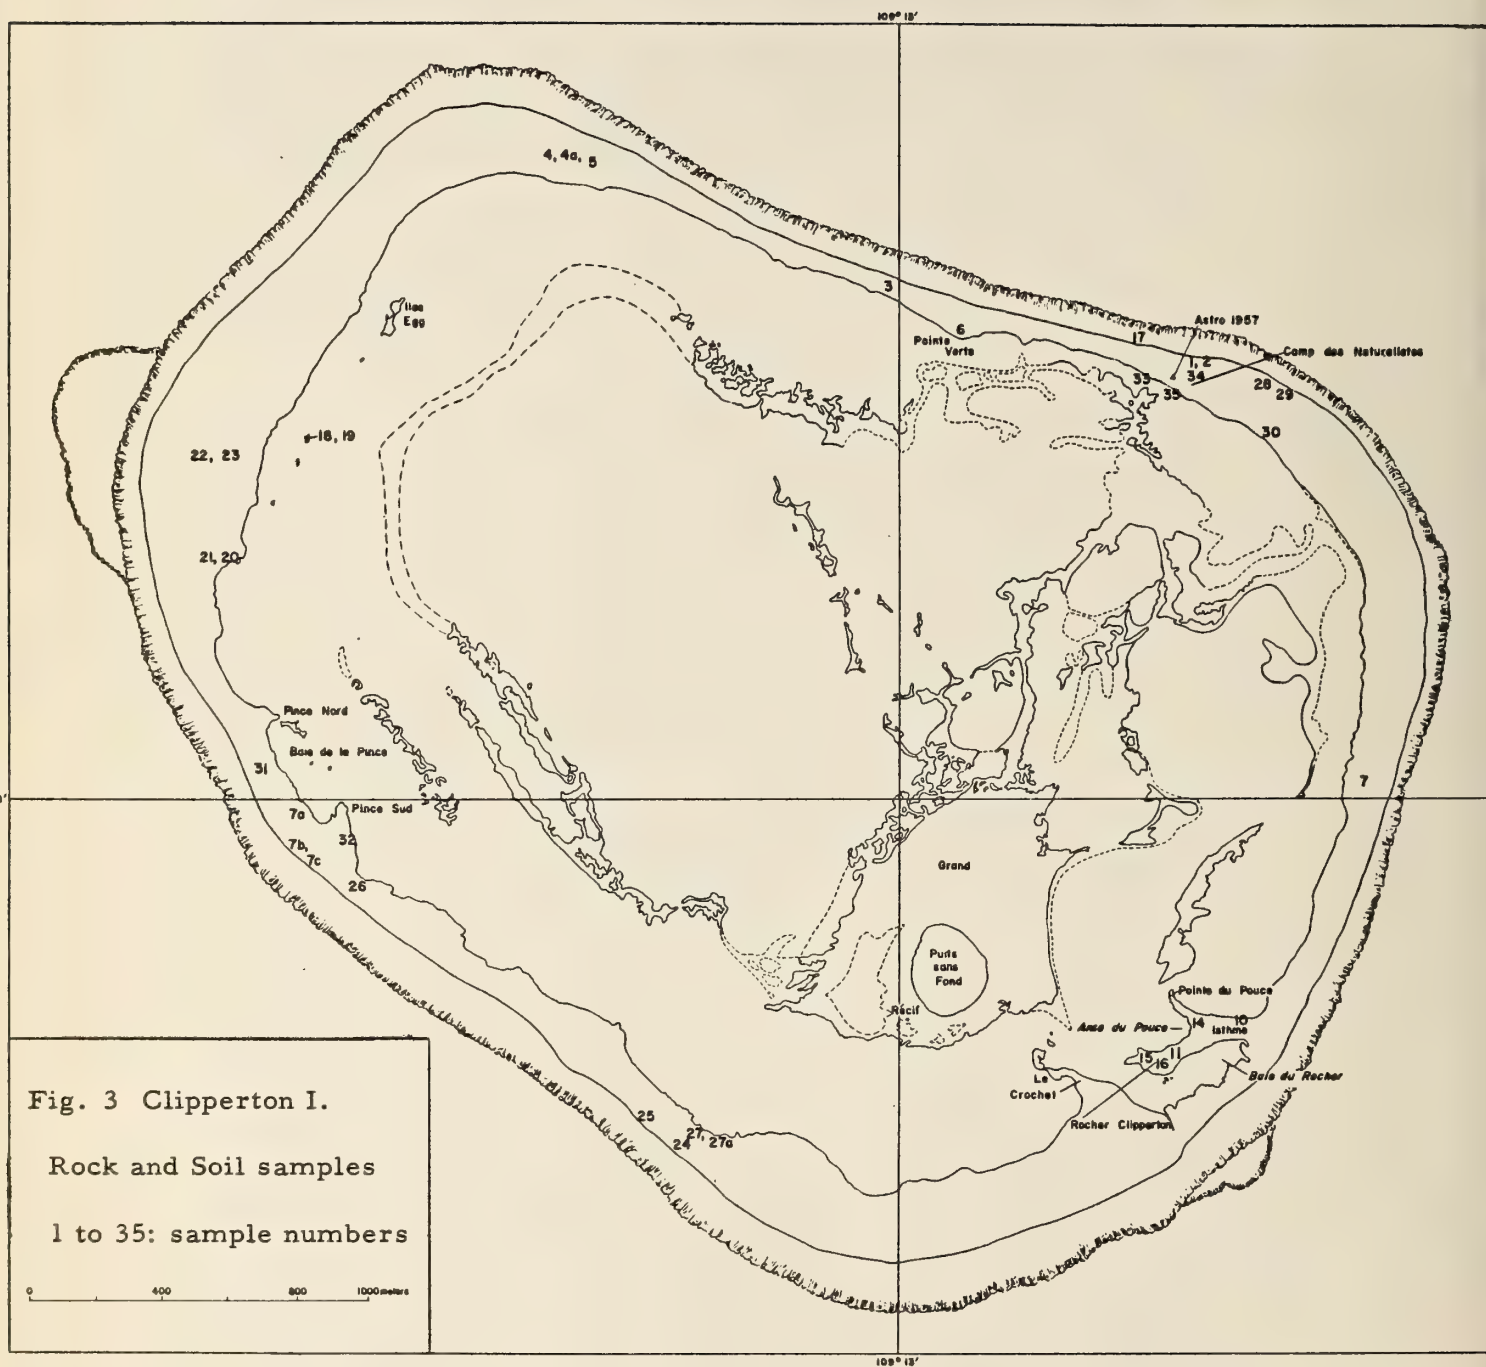 109° 13'
4, 4a, 5
3
Iles
Egg
6
Pointe
Verte
17
Astro 1957
1, 2
34
Camp des Naturalistes
33
35
28
29
30
18, 19
22, 23
21, 20
Pince Nord
Baie de la Pince
31
7
0'
7a
Pince Sud
7b,
7c
32
26
Grand
Puits
sans
Fond
Récif
Pointe du Pouce
Anse du Pouce
14
10
Isthme
15
16
11
Baie du Rocher
Le
Crochet
Rocher Clipperton
25
24
27, 27a
Fig. 3 Clipperton I.
Rock and Soil samples
1 to 35: sample numbers
0 400 800 1000 meters
109° 13'